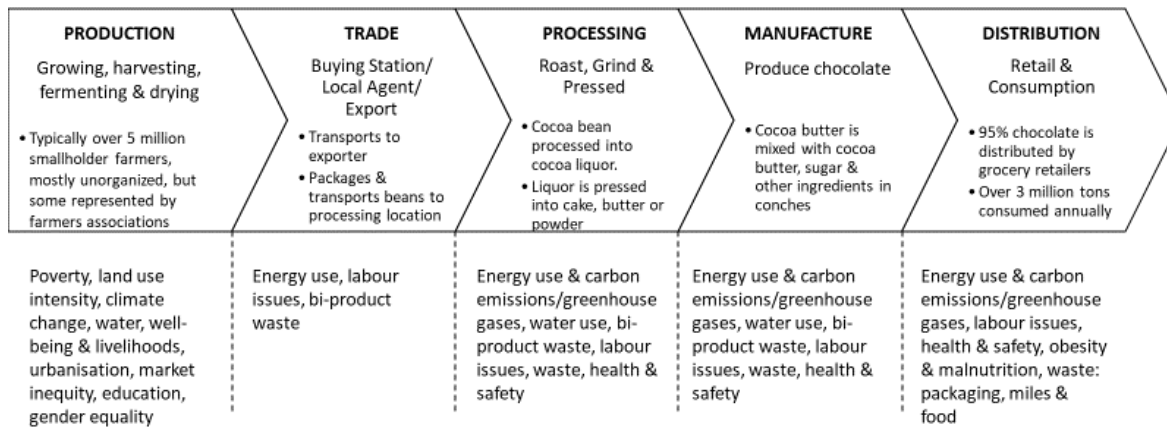 PRODUCTION
Growing, harvesting,
fermenting & drying
• Typically over 5 million
smallholder farmers,
mostly unorganized, but
some represented by
farmers associations
TRADE
Buying Station/
Local Agent/
Export
• Transports to
exporter
• Packages &
transports beans to
processing location
PROCESSING
Roast, Grind &
Pressed
• Cocoa bean
processed into
cocoa liquor.
• Liquor is pressed
into cake, butter or
powder
MANUFACTURE
Produce chocolate
• Cocoa butter is
mixed with cocoa
butter, sugar &
other ingredients in
conches
DISTRIBUTION
Retail &
Consumption
• 95% chocolate is
distributed by
grocery retailers
• Over 3 million tons
consumed annually
Poverty, land use
intensity, climate
change, water, well-
being & livelihoods,
urbanisation, market
inequity, education,
gender equality
Energy use, labour
issues, bi-product
waste
Energy use & carbon
emissions/greenhouse
gases, water use, bi-
product waste, labour
issues, waste, health &
safety
Energy use & carbon
emissions/greenhouse
gases, water use, bi-
product waste, labour
issues, waste, health &
safety
Energy use & carbon
emissions/greenhouse
gases, labour issues,
health & safety, obesity
& malnutrition, waste:
packaging, miles &
food